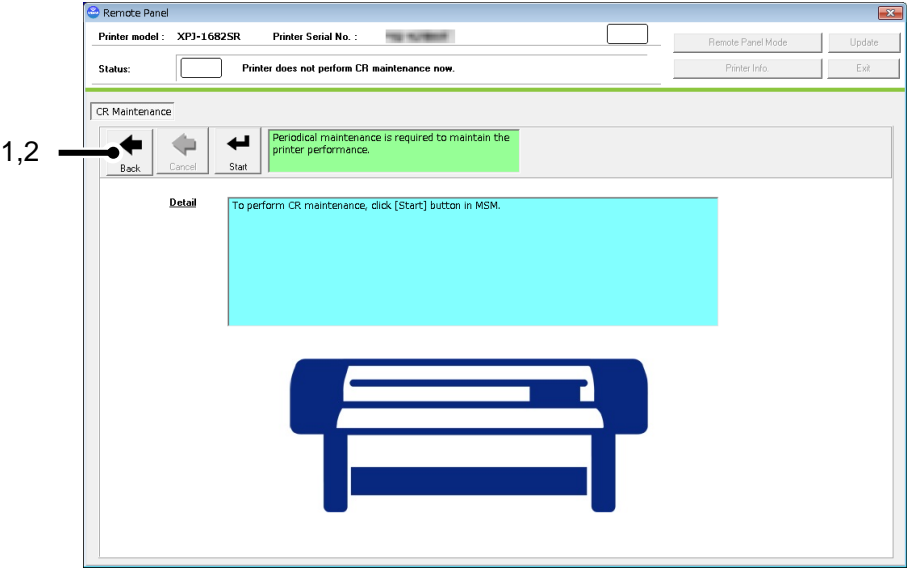 Remote Panel
Printer model : XPJ-1682SR Printer Serial No. :
Remote Panel Mode Update
Status: Printer does not perform CR maintenance now.
Printer Info. Exit
CR Maintenance
1,2
Back Cancel Start
Periodical maintenance is required to maintain the
printer performance.
Detail
To perform CR maintenance, click [Start] button in MSM.